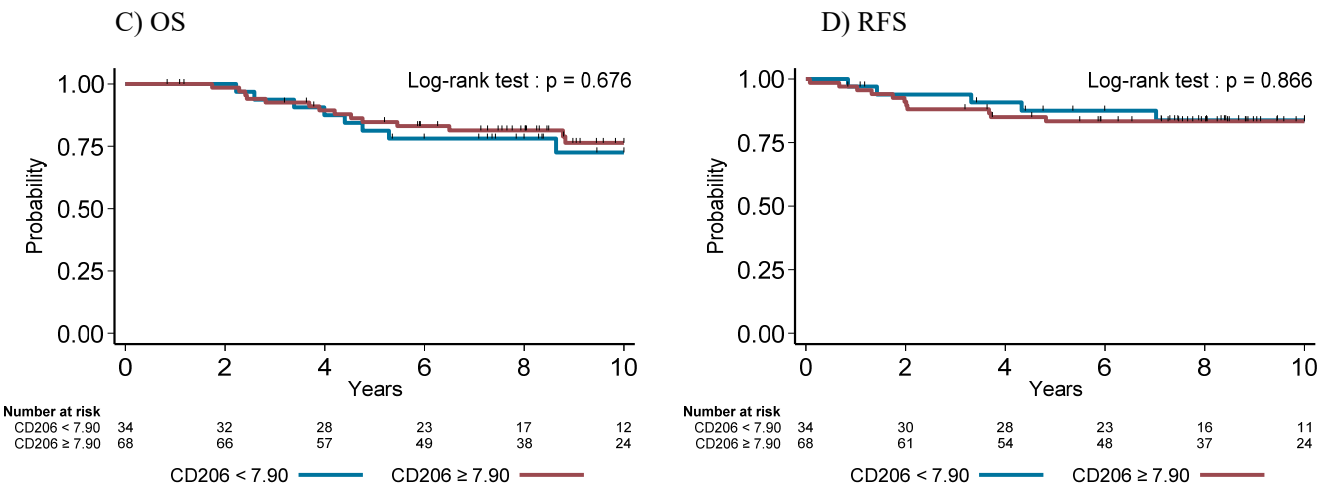 C) OS
Log-rank test : p = 0.676
1.00
0.75
0.50
0.25
0.00
Probability
0 2 4 6 8 10
Years
Number at risk
CD206 < 7.90 34 32 28 23 17 12
CD206 ≥ 7.90 68 66 57 49 38 24
CD206 < 7.90 CD206 ≥ 7.90
D) RFS
Log-rank test : p = 0.866
1.00
0.75
0.50
0.25
0.00
Probability
0 2 4 6 8 10
Years
Number at risk
CD206 < 7.90 34 30 28 23 16 11
CD206 ≥ 7.90 68 61 54 48 37 24
CD206 < 7.90 CD206 ≥ 7.90